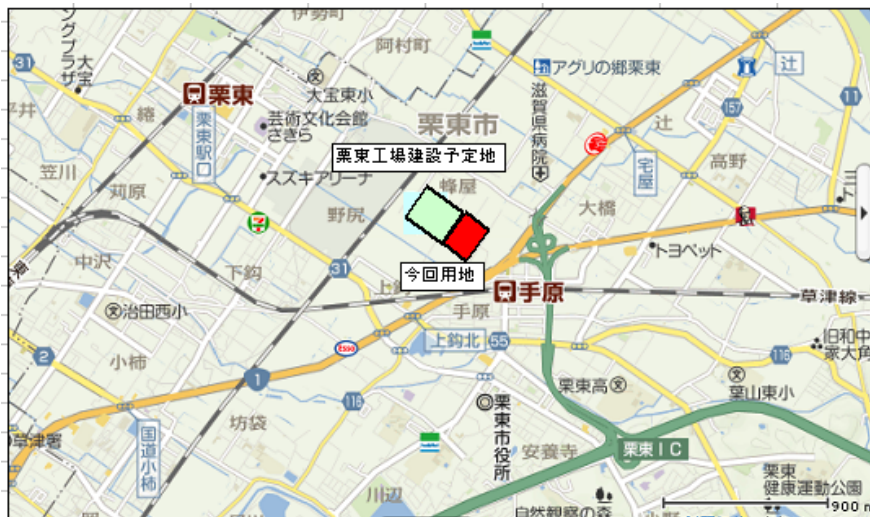 伊勢町
阿村町
ングプラザ
大宝
31
栗東
大宝東小
芸術文化会館
さきら
綣
平井
栗東駅口
栗東市
アグリの郷栗東
滋賀県病院
辻
辻
157
11
高野
宅屋
栗東工場建設予定地
スズキアリーナ
蜂屋
野尻
大橋
笠川
苅原
中沢
下鈎
31
今回用地
トヨペット
手原
手原
草津線
治田西小
上鈎北
55
旧和中
家大角
116
小柿
2
ESSO
1
116
栗東高
葉山東小
坊袋
栗東市役所
安養寺
栗東IC
草津署
国道小柿
川辺
FamilyMart
FamilyMart
栗東
健康運動公園
自然観察の森
900 m